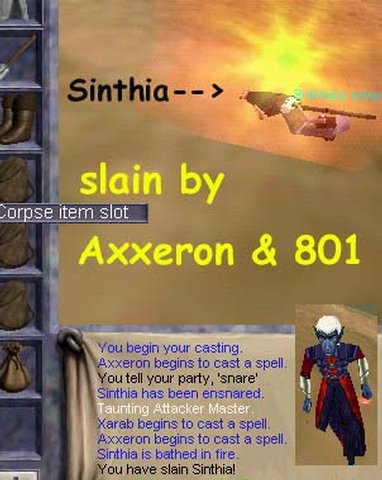 Sinthia-->
slain by
Corpse item slot
Axxeron & 801
You begin your casting.
Axxeron begins to cast a spell.
You tell your party, 'snare'
Sinthia has been ensnared.
Taunting Attacker Master.
Xarab begins to cast a spell.
Axxeron begins to cast a spell.
Sinthia is bathed in fire.
You have slain Sinthia!